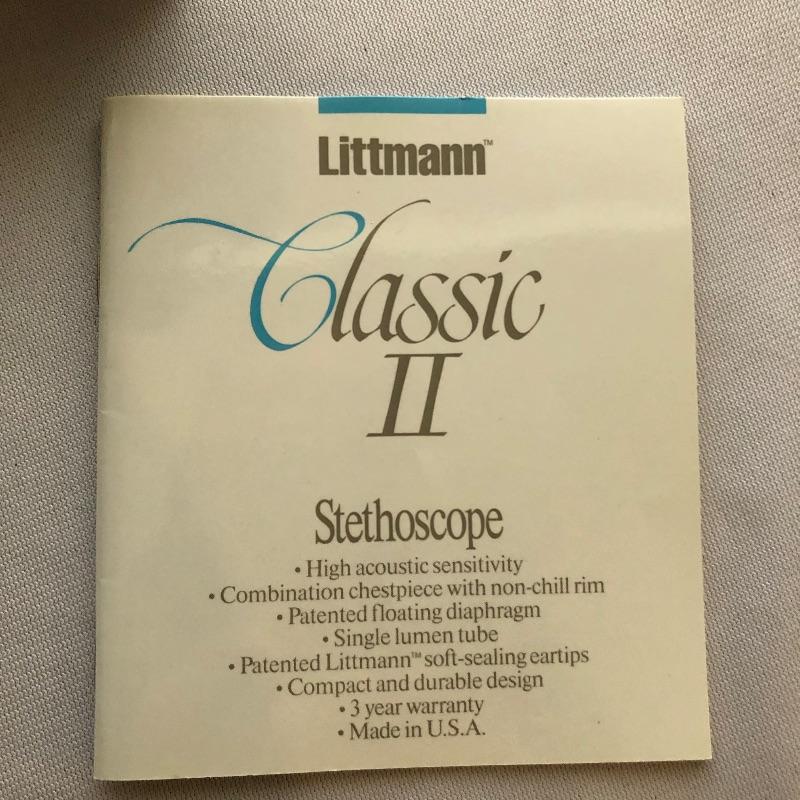 Littmann™
Classic
II
Stethoscope
• High acoustic sensitivity
• Combination chestpiece with non-chill rim
• Patented floating diaphragm
• Single lumen tube
• Patented Littmann™ soft-sealing eartips
• Compact and durable design
• 3 year warranty
• Made in U.S.A.